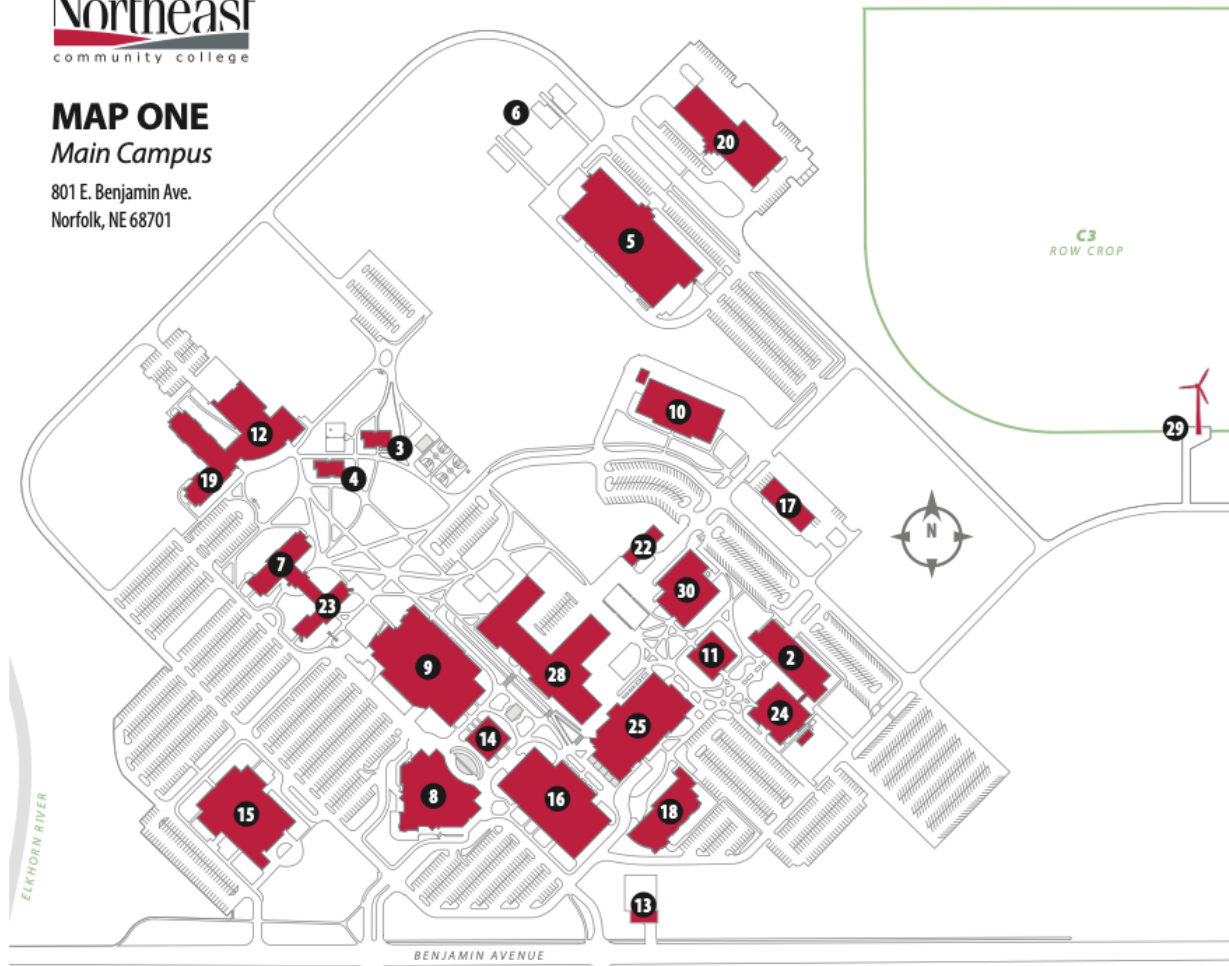 Northeast
community college
MAP ONE
Main Campus
801 E. Benjamin Ave.
Norfolk, NE 68701
6
20
5
C3
ROW CROP
10
29
12
3
4
19
17
N
22
7
30
23
11
2
9
28
24
25
14
8
16
15
18
ELKHORN RIVER
13
BENJAMIN AVENUE